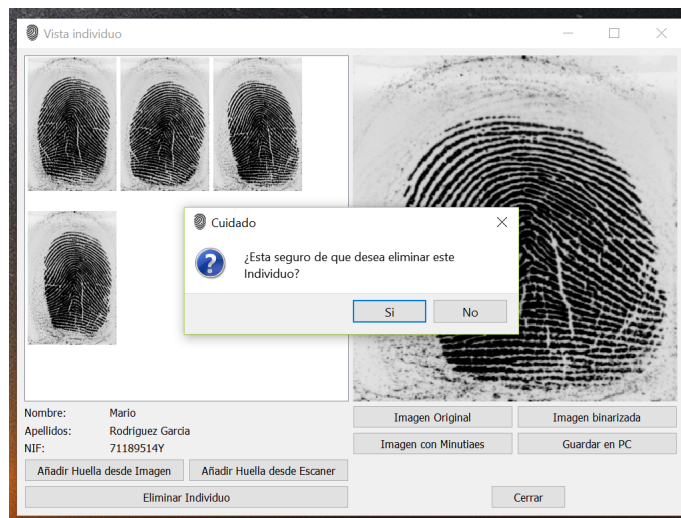 Vista individuo
Cuidado
¿Esta seguro de que desea eliminar este
Individuo?
Si
No
Nombre: Mario
Apellidos: Rodriguez Garcia
NIF: 71189514Y
Añadir Huella desde Imagen
Añadir Huella desde Escaner
Eliminar Individuo
Imagen Original
Imagen binarizada
Imagen con Minutiaes
Guardar en PC
Cerrar